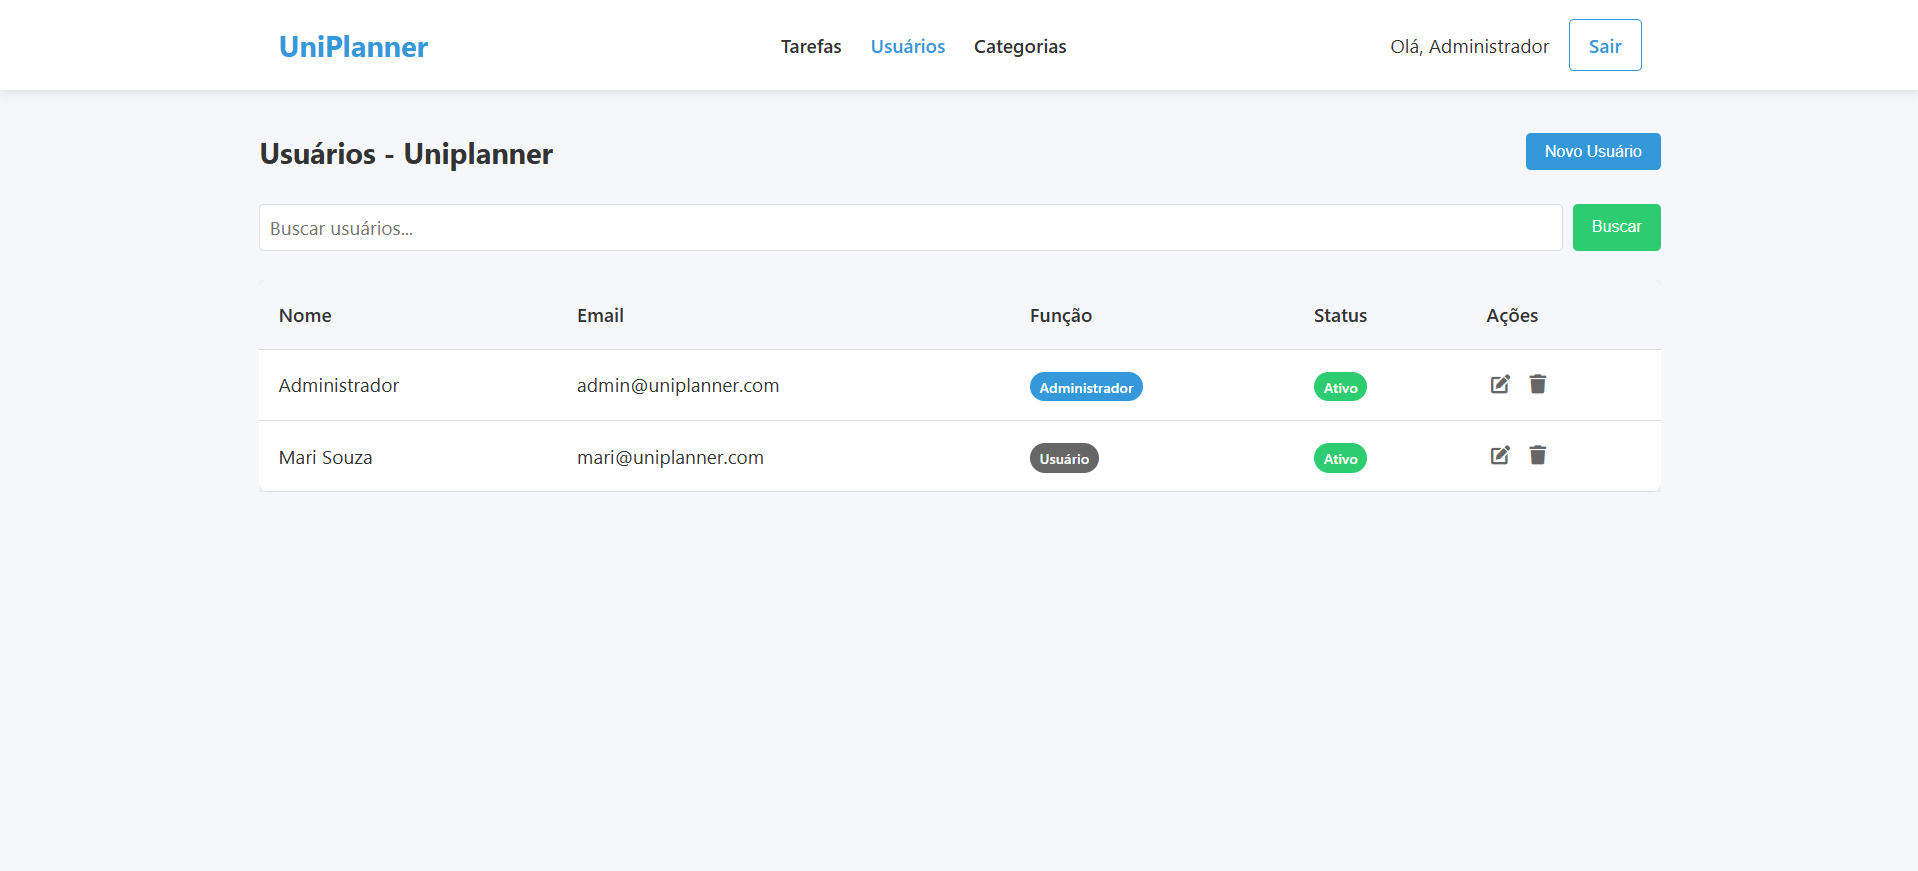 UniPlanner
Tarefas Usuários Categorias
Olá, Administrador Sair
Usuários - Uniplanner
Novo Usuário
Buscar usuários...
Buscar
Nome Email Função Status Ações
Administrador admin@uniplanner.com Administrador Ativo
Mari Souza mari@uniplanner.com Usuário Ativo